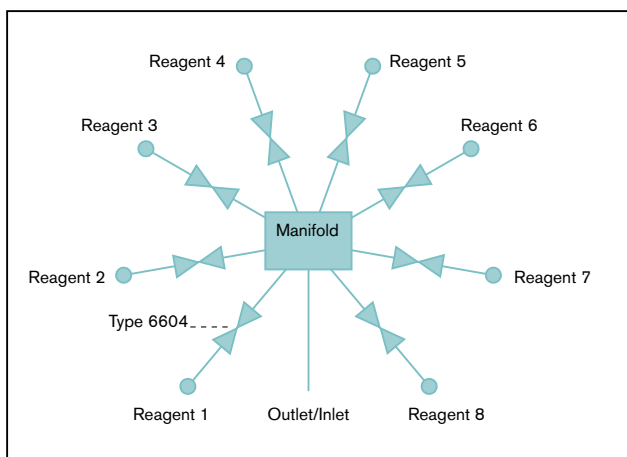 Reagent 4
Reagent 5
Reagent 3
Reagent 6
Manifold
Reagent 2
Reagent 7
Type 6604
Reagent 1
Outlet/Inlet
Reagent 8